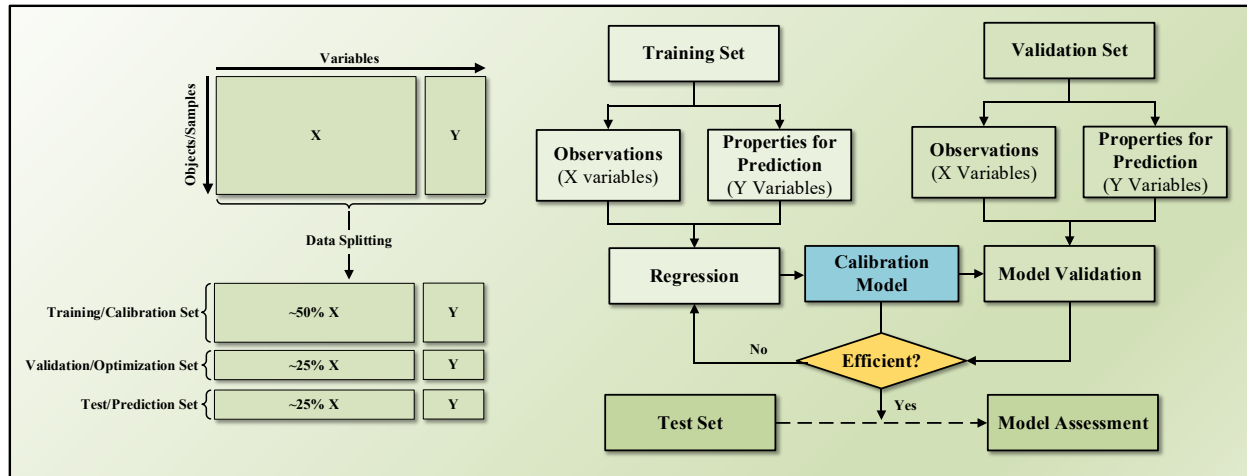 Variables
Objects/Samples
X
Y
Data Splitting
Training/Calibration Set
~50% X
Y
Validation/Optimization Set
~25% X
Y
Test/Prediction Set
~25% X
Y
Training Set
Observations
(X variables)
Properties for
Prediction
(Y Variables)
Validation Set
Observations
(X Variables)
Properties for
Prediction
(Y Variables)
Regression
Calibration
Model
Model Validation
No
Efficient?
Yes
Test Set
Model Assessment